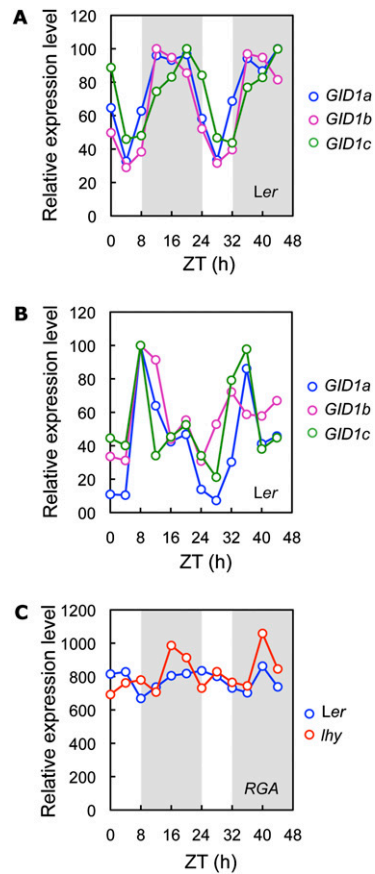 A
Relative expression level
120
100
80
60
40
20
0
0 8 16 24 32 40 48
ZT (h)
Ler
GID1a
GID1b
GID1c
B
Relative expression level
120
100
80
60
40
20
00
0 8 16 24 32 40 48
ZT (h)
Ler
GID1a
GID1b
GID1c
C
Relative expression level
1200
1000
800
600
400
200
0
0 8 16 24 32 40 48
ZT (h)
RGA
Ler
lhy